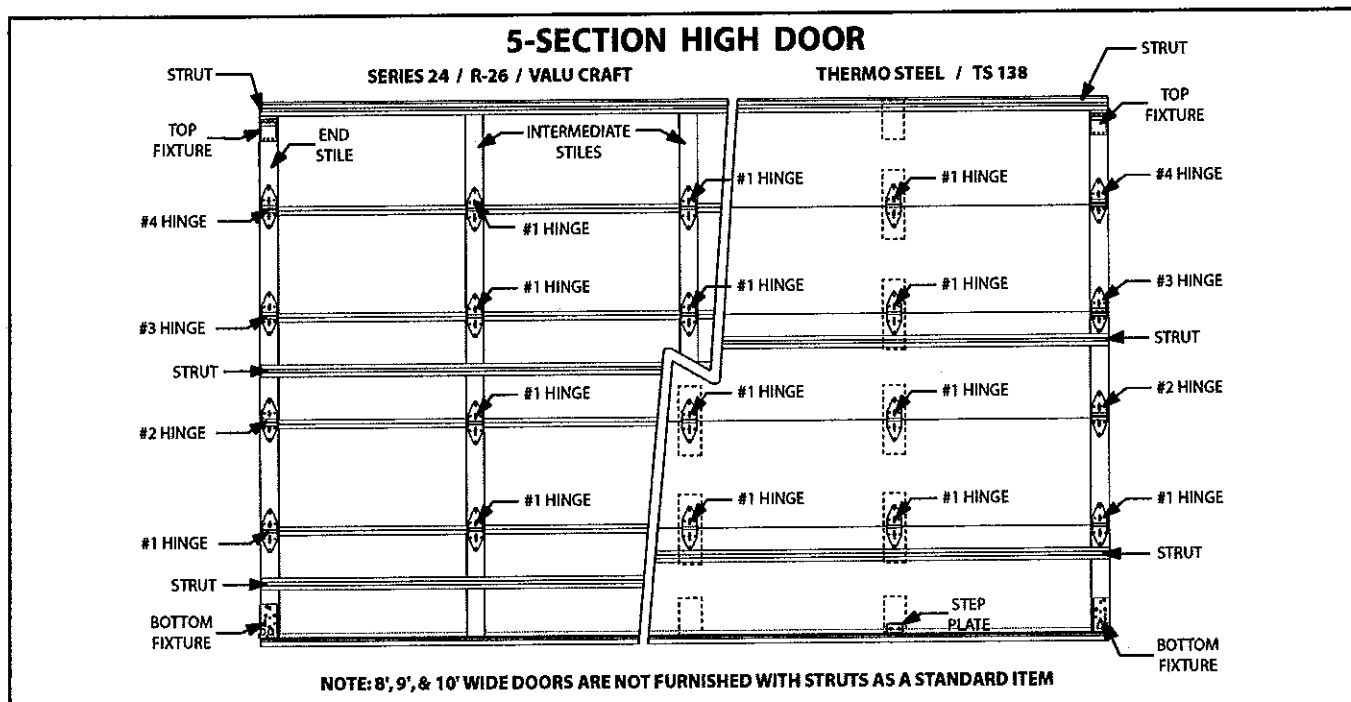 5-SECTION HIGH DOOR
STRUT
STRUT
SERIES 24 / R-26 / VALU CRAFT
THERMO STEEL / TS 138
TOP
FIXTURE
END
STILE
INTERMEDIATE
STILES
TOP
FIXTURE
#1 HINGE
#1 HINGE
#4 HINGE
#4 HINGE
#1 HINGE
#1 HINGE
#1 HINGE
#1 HINGE
#3 HINGE
#3 HINGE
STRUT
STRUT
#1 HINGE
#1 HINGE
#1 HINGE
#2 HINGE
#2 HINGE
#1 HINGE
#1 HINGE
#1 HINGE
#1 HINGE
#1 HINGE
STRUT
STRUT
BOTTOM
FIXTURE
STEP
PLATE
BOTTOM
FIXTURE
NOTE: 8', 9', & 10' WIDE DOORS ARE NOT FURNISHED WITH STRUTS AS A STANDARD ITEM